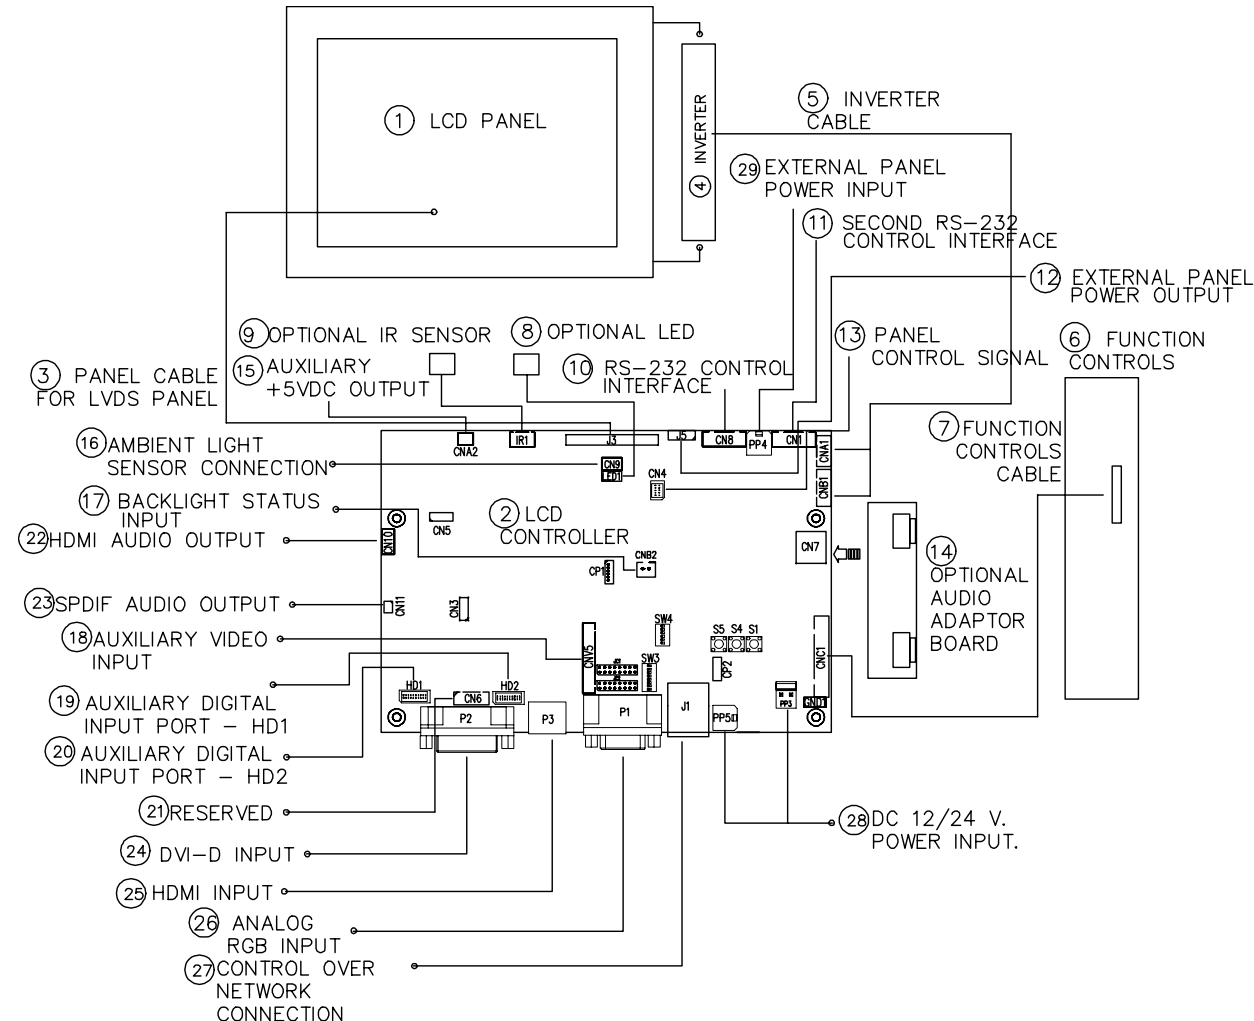 1 LCD PANEL
4 INVERTER
5 INVERTER
CABLE
29 EXTERNAL PANEL
POWER INPUT
11 SECOND RS-232
CONTROL INTERFACE
12 EXTERNAL PANEL
POWER OUTPUT
9 OPTIONAL IR SENSOR
8 OPTIONAL LED
13 PANEL
CONTROL SIGNAL
6 FUNCTION
CONTROLS
15 AUXILIARY
+5VDC OUTPUT
10 RS-232 CONTROL
INTERFACE
3 PANEL CABLE
FOR LVDS PANEL
7 FUNCTION
CONTROLS
CABLE
16 AMBIENT LIGHT
SENSOR CONNECTION
CNA2
IR1
J3
J5
CN8
PP4
CN1
CNA1
CN9
LED1
CN4
CNB1
17 BACKLIGHT STATUS
INPUT
2 LCD
CONTROLLER
CN5
22 HDMI AUDIO OUTPUT
CN10
CP1
CNB2
CN7
14
OPTIONAL
AUDIO
ADAPTOR
BOARD
23 SPDIF AUDIO OUTPUT
CN11
CN3
18 AUXILIARY VIDEO
INPUT
CNV5
SW4
SW3
S5 S4 S1
CP2
CNC1
HD1
CN6
HD2
PP3
GND1
19 AUXILIARY DIGITAL
INPUT PORT - HD1
P2
P3
P1
J1
PP5
20 AUXILIARY DIGITAL
INPUT PORT - HD2
21 RESERVED
28 DC 12/24 V.
POWER INPUT.
24 DVI-D INPUT
25 HDMI INPUT
26 ANALOG
RGB INPUT
27 CONTROL OVER
NETWORK
CONNECTION